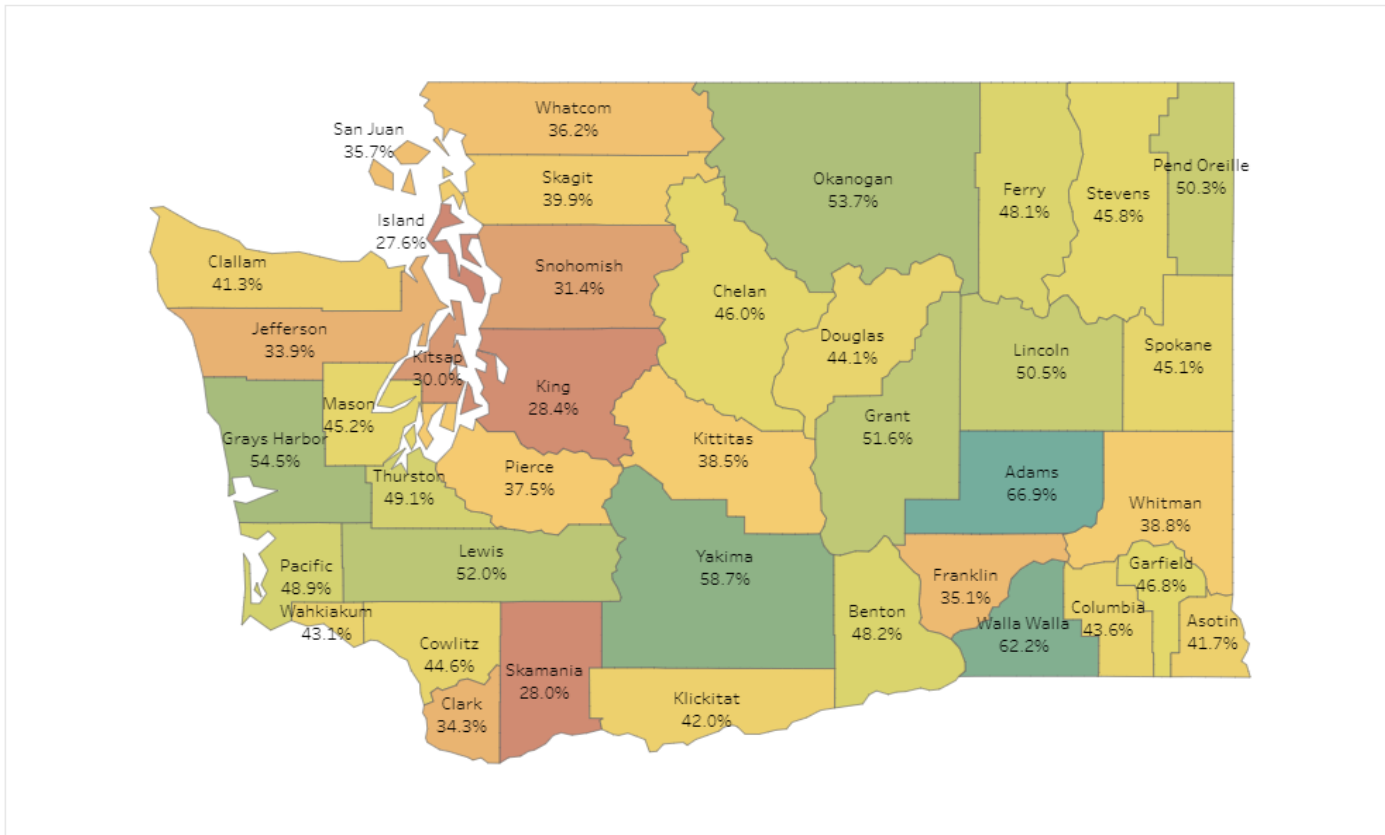 Whatcom
36.2%
San Juan
35.7%
Skagit
39.9%
Okanogan
53.7%
Ferry
48.1%
Stevens
45.8%
Pend Oreille
50.3%
Island
27.6%
Clallam
41.3%
Snohomish
31.4%
Chelan
46.0%
Jefferson
33.9%
Douglas
44.1%
Lincoln
50.5%
Spokane
45.1%
Kitsap
30.0%
King
28.4%
Mason
45.2%
Grant
51.6%
Grays Harbor
54.5%
Kittitas
38.5%
Pierce
37.5%
Thurston
49.1%
Adams
66.9%
Whitman
38.8%
Lewis
52.0%
Yakima
58.7%
Pacific
48.9%
Garfield
46.8%
Franklin
35.1%
Wahkiakum
43.1%
Benton
48.2%
Columbia
43.6%
Walla Walla
62.2%
Asotin
41.7%
Cowlitz
44.6%
Skamania
28.0%
Clark
34.3%
Klickitat
42.0%